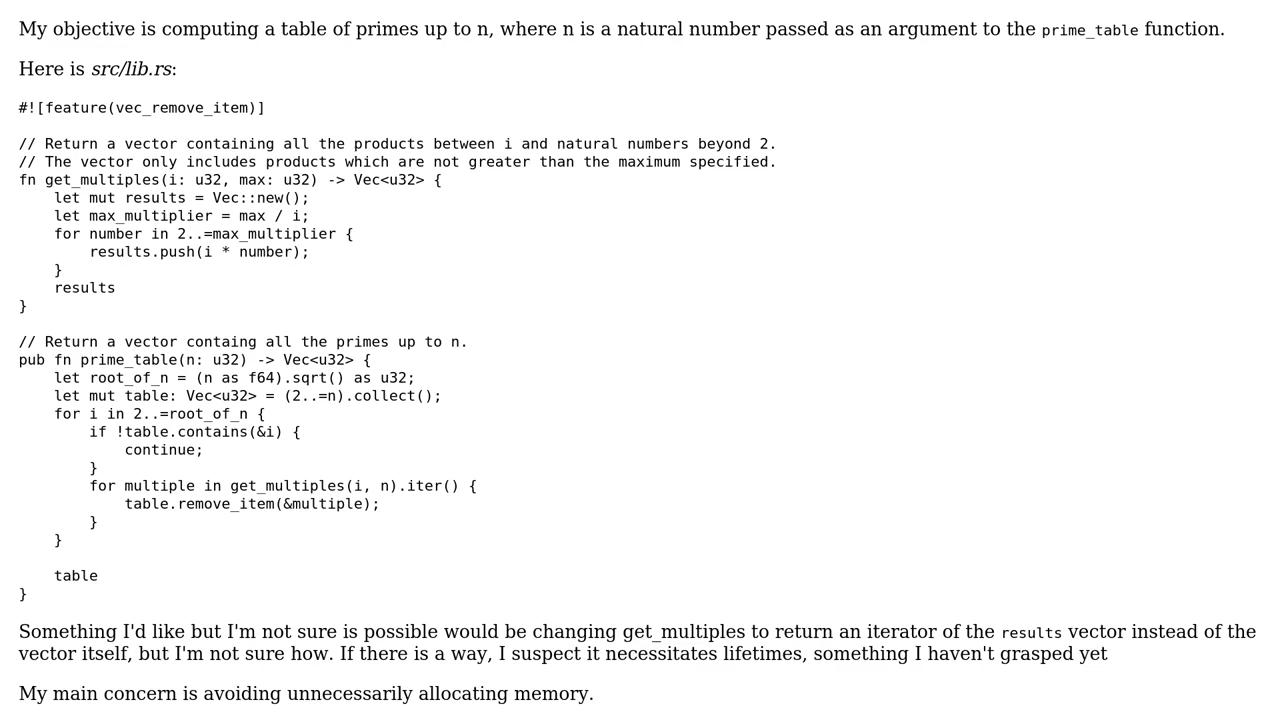 My objective is computing a table of primes up to n, where n is a natural number passed as an argument to the prime_table function.
Here is src/lib.rs:
#![feature(vec_remove_item)]
// Return a vector containing all the products between i and natural numbers beyond 2.
// The vector only includes products which are not greater than the maximum specified.
fn get_multiples(i: u32, max: u32) -> Vec<u32> {
    let mut results = Vec::new();
    let max_multiplier = max / i;
    for number in 2..=max_multiplier {
        results.push(i * number);
    }
    results
}
// Return a vector containg all the primes up to n.
pub fn prime_table(n: u32) -> Vec<u32> {
    let root_of_n = (n as f64).sqrt() as u32;
    let mut table: Vec<u32> = (2..=n).collect();
    for i in 2..=root_of_n {
        if !table.contains(&i) {
            continue;
        }
        for multiple in get_multiples(i, n).iter() {
            table.remove_item(&multiple);
        }
    }
    table
}
Something I'd like but I'm not sure is possible would be changing get_multiples to return an iterator of the results vector instead of the
vector itself, but I'm not sure how. If there is a way, I suspect it necessitates lifetimes, something I haven't grasped yet
My main concern is avoiding unnecessarily allocating memory.